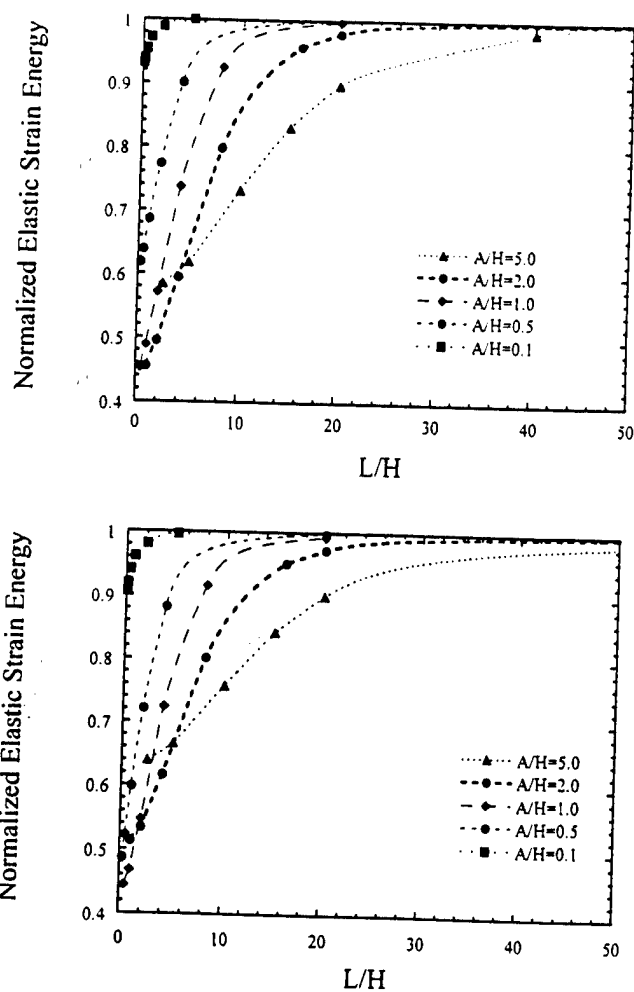 1
0.9
0.8
0.7
0.6
0.5
0.4
Normalized Elastic Strain Energy
A/H=5.0
A/H=2.0
A/H=1.0
A/H=0.5
A/H=0.1
0 10 20 30 40 50
L/H
1
0.9
0.8
0.7
0.6
0.5
0.4
Normalized Elastic Strain Energy
A/H=5.0
A/H=2.0
A/H=1.0
A/H=0.5
A/H=0.1
0 10 20 30 40 50
L/H